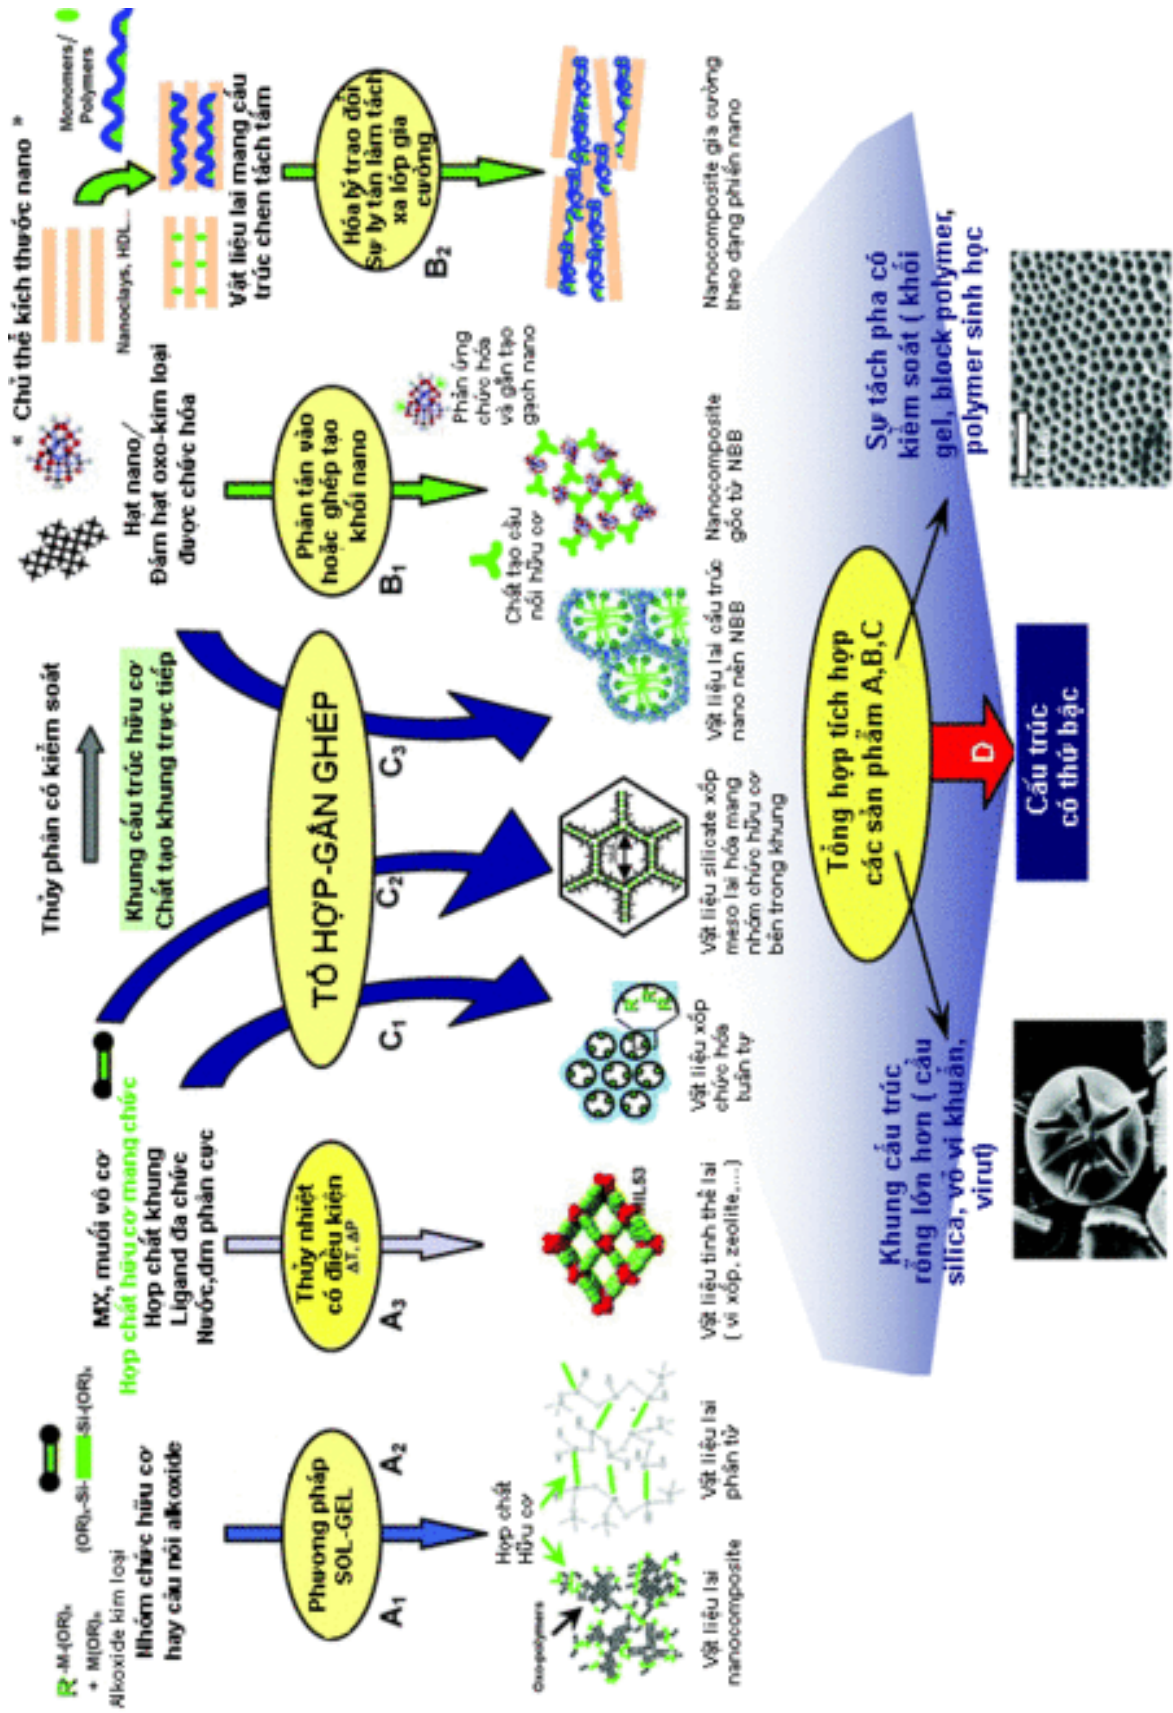 R'-M-(OR)ₙ
+ M(OR)ₙ
Alkoxide kim loại
(OR)ₓ-Si-
-Si-(OR)ₓ
Nhóm chức hữu cơ
hay cầu nối alkoxide
MX, muối vô cơ
Hợp chất hữu cơ mang chức
Hợp chất khung
Ligand đa chức
Nước,dm phân cực
Thủy phân có kiểm soát
Khung cấu trúc hữu cơ
Chất tạo khung trực tiếp
« Chủ thể kích thước nano »
Hạt nano/
Đám hạt oxo-kim loại
được chức hóa
Nanoclays, HDL...
Monomers/
Polymers
Vật liệu lai mang cấu
trúc chen tách tấm
Phương pháp
SOL-GEL
A₁
A₂
Thủy nhiệt
có điều kiện
ΔT, ΔP
A₃
TỔ HỢP-GẮN GHÉP
C₁
C₂
C₃
Phân tán vào
hoặc ghép tạo
khối nano
B₁
Hóa lý trao đổi
Sự ly tán làm tách
xa lớp gia
cường
B₂
Phản ứng
chức hóa
và gắn tạo
gạch nano
Hợp chất
Hữu cơ
Oxo-polymers
MIL53
R
R
R
Chất tạo cầu
nối hữu cơ
Vật liệu lai
nanocomposite
Vật liệu lai
phân tử
Vật liệu tinh thể lai
( vi xốp, zeolite,...)
Vật liệu xốp
chức hóa
tuần tự
Vật liệu silicate xốp
meso lai hóa mang
nhóm chức hữu cơ
bên trong khung
Vật liệu lai cấu trúc
nano nền NBB
Nanocomposite
gốc từ NBB
Nanocomposite gia cường
theo dạng phiến nano
Tổng hợp tích hợp
các sản phẩm A,B,C
Khung cấu trúc
rỗng lớn hơn ( cầu
silica, vỏ vi khuẩn,
virut)
Sự tách pha có
kiểm soát ( khối
gel, block polymer,
polymer sinh học
D
Cấu trúc
có thứ bậc